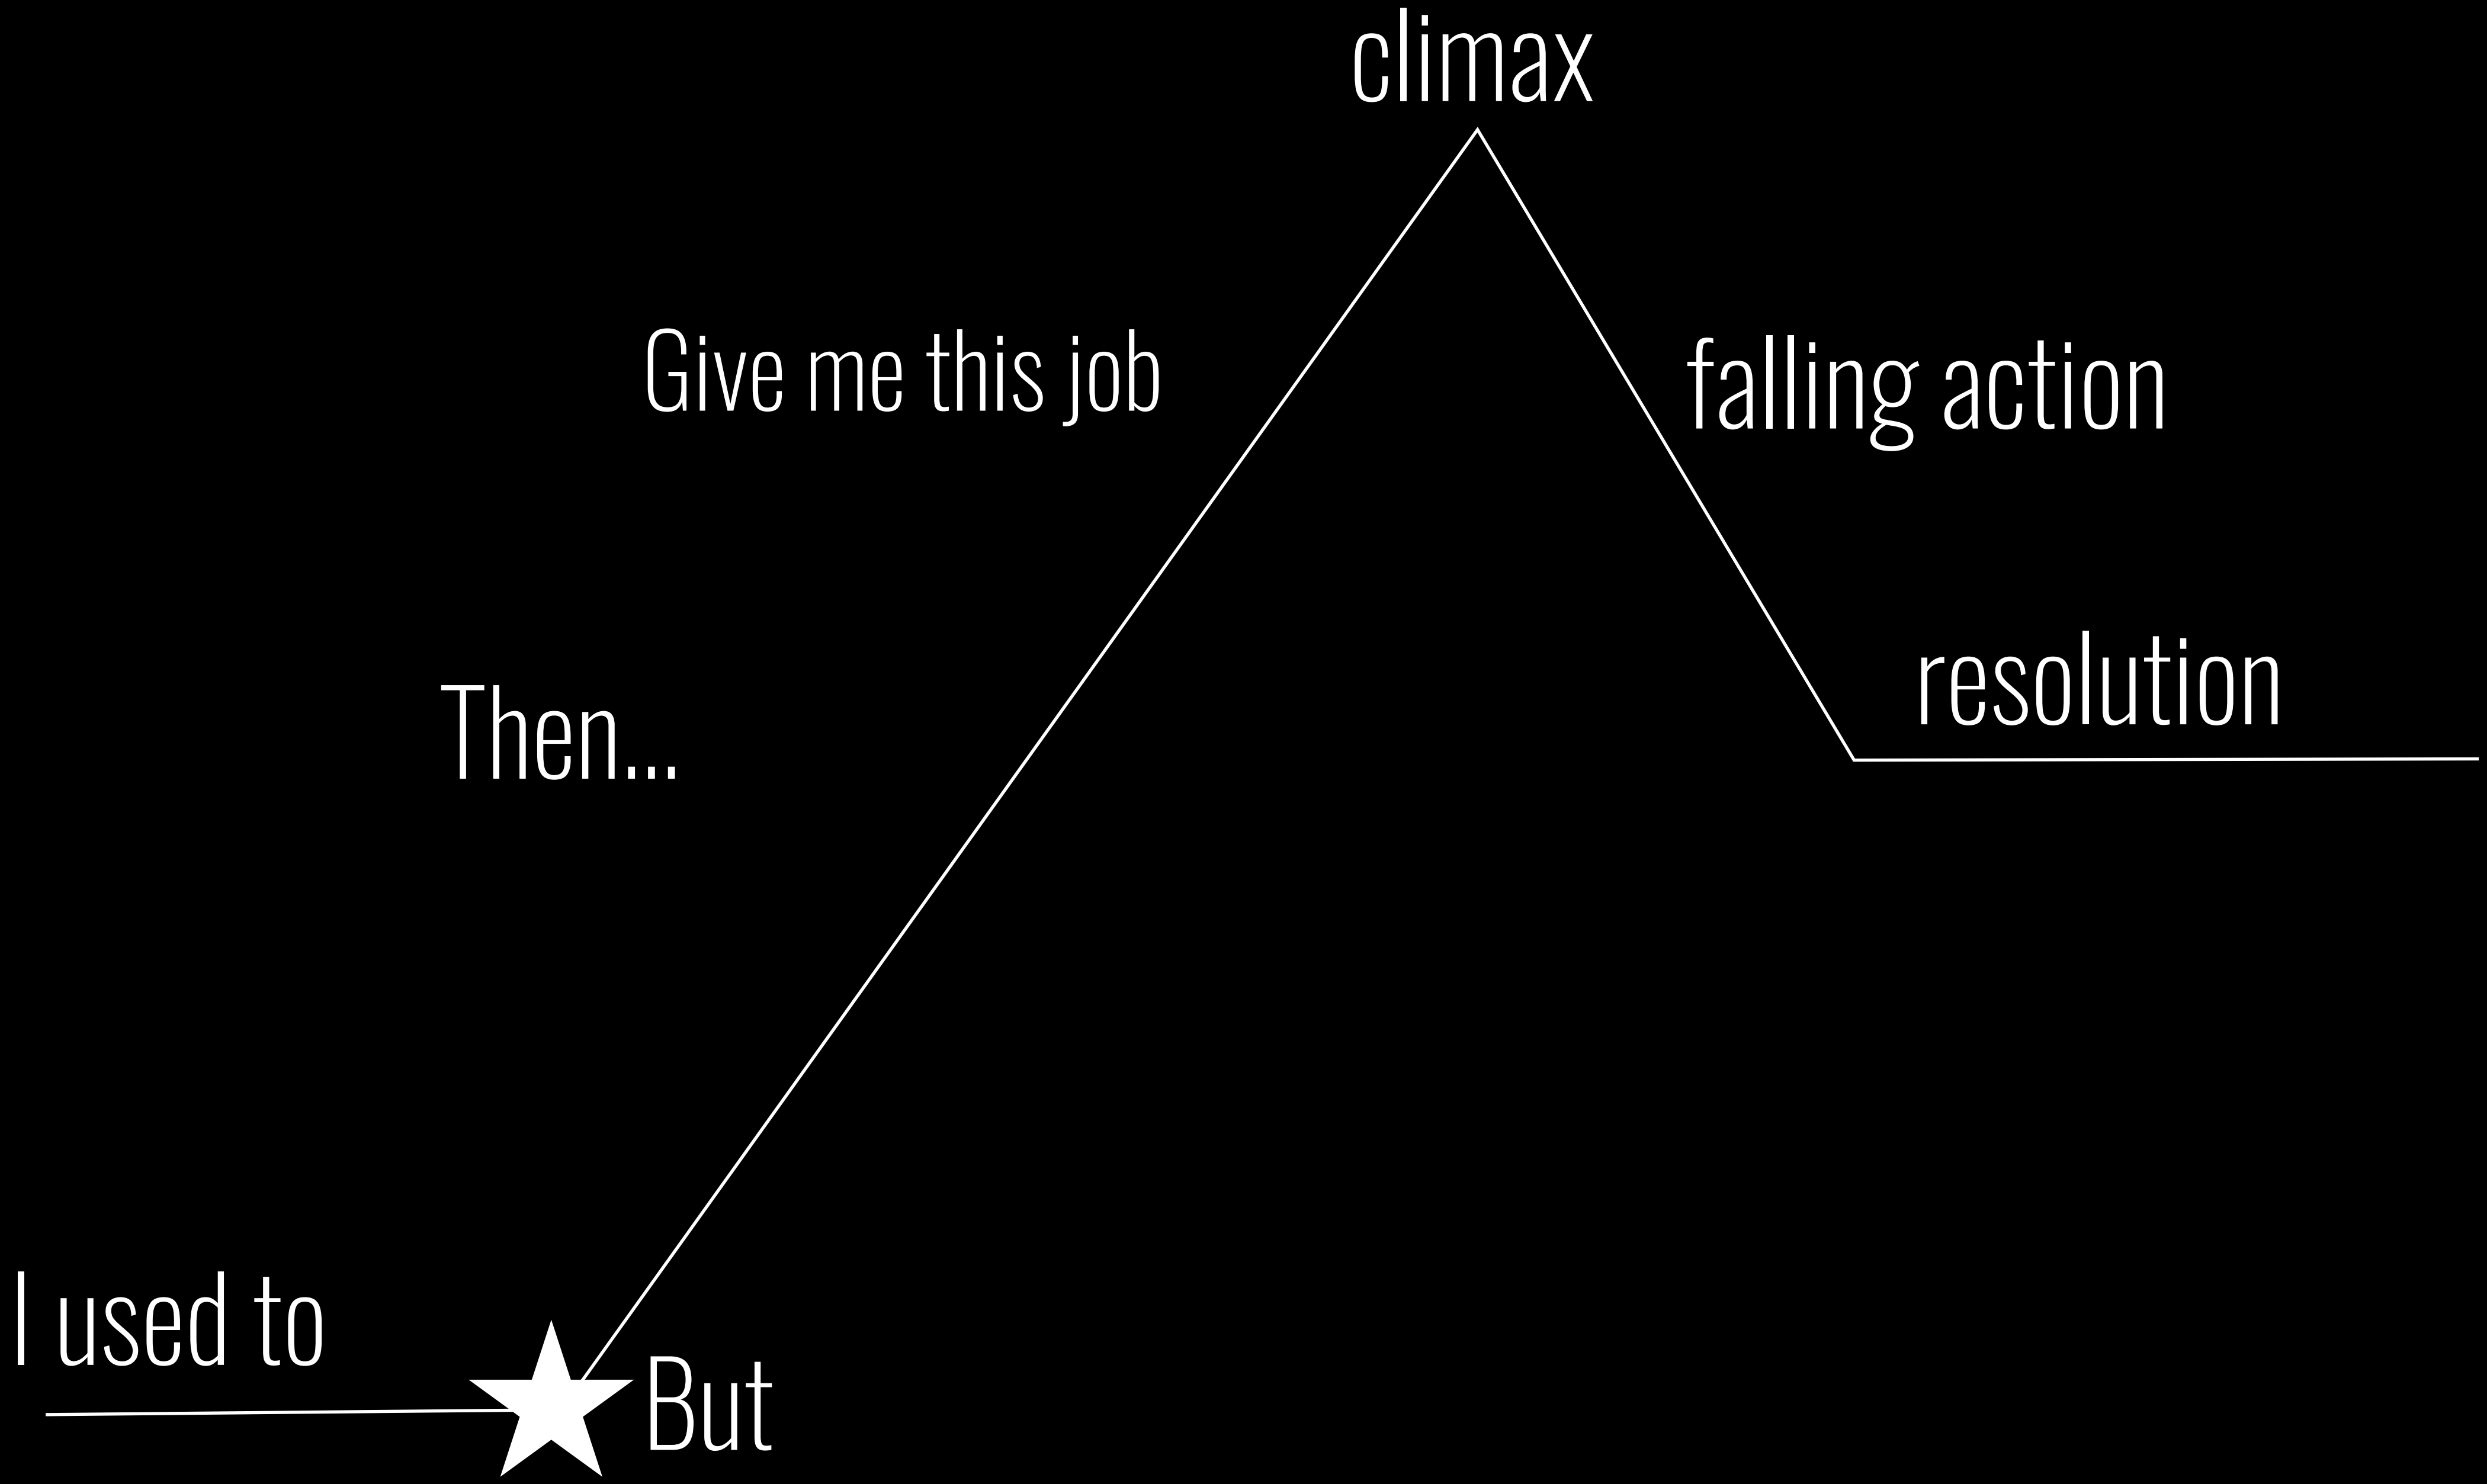 climax
Give me this job
falling action
resolution
Then...
I used to
But